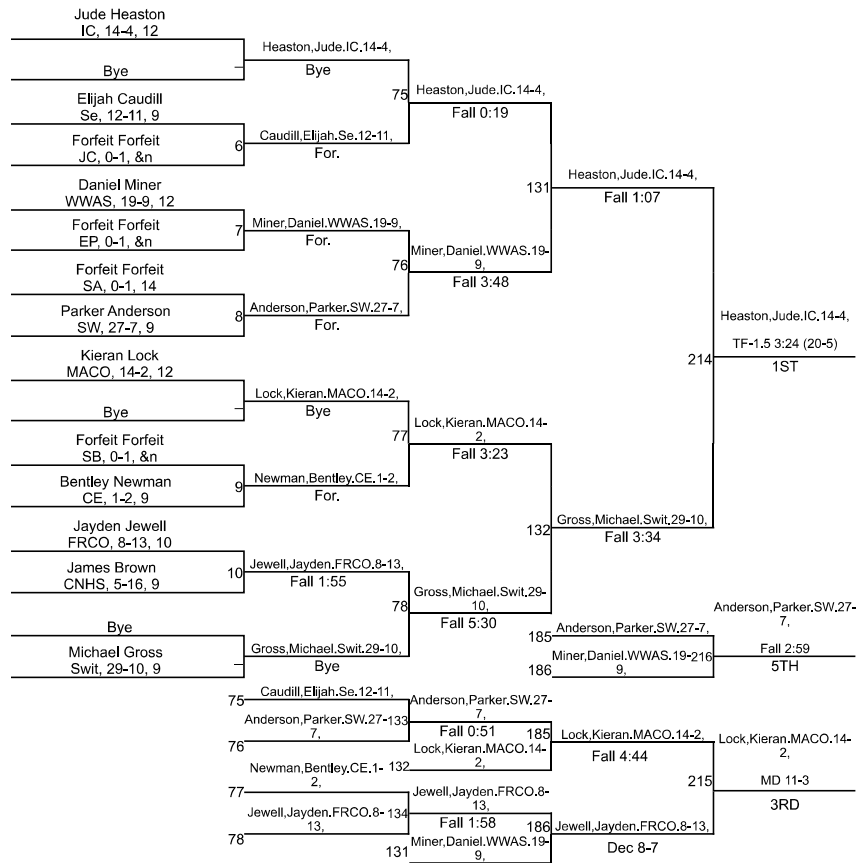 Jude Heaston
IC, 14-4, 12
Bye
Heaston,Jude.IC.14-4,
Bye
Elijah Caudill
Se, 12-11, 9
Forfeit Forfeit
JC, 0-1, &n
6
Caudill,Elijah.Se.12-11,
For.
75
Heaston,Jude.IC.14-4,
Fall 0:19
Daniel Miner
WWAS, 19-9, 12
Forfeit Forfeit
EP, 0-1, &n
7
Miner,Daniel.WWAS.19-9,
For.
Forfeit Forfeit
SA, 0-1, 14
Parker Anderson
SW, 27-7, 9
8
Anderson,Parker.SW.27-7,
For.
76
Miner,Daniel.WWAS.19-
9,
Fall 3:48
131
Heaston,Jude.IC.14-4,
Fall 1:07
Kieran Lock
MACO, 14-2, 12
Bye
Lock,Kieran.MACO.14-2,
Bye
Forfeit Forfeit
SB, 0-1, &n
Bentley Newman
CE, 1-2, 9
9
Newman,Bentley.CE.1-2,
For.
77
Lock,Kieran.MACO.14-
2,
Fall 3:23
Jayden Jewell
FRCO, 8-13, 10
James Brown
CNHS, 5-16, 9
10
Jewell,Jayden.FRCO.8-13,
Fall 1:55
Bye
Michael Gross
Swit, 29-10, 9
Gross,Michael.Swit.29-10,
Bye
78
Gross,Michael.Swit.29-
10,
Fall 5:30
132
Gross,Michael.Swit.29-10,
Fall 3:34
214
Heaston,Jude.IC.14-4,
TF-1.5 3:24 (20-5)
1ST
185
Anderson,Parker.SW.27-7,
186
Miner,Daniel.WWAS.19-
9,
216
Anderson,Parker.SW.27-
7,
Fall 2:59
5TH
75
Caudill,Elijah.Se.12-11,
76
Anderson,Parker.SW.27-
7,
133
Anderson,Parker.SW.27-
7,
Fall 0:51
132
Lock,Kieran.MACO.14-
2,
185
Lock,Kieran.MACO.14-2,
Fall 4:44
77
Newman,Bentley.CE.1-
2,
78
Jewell,Jayden.FRCO.8-
13,
134
Jewell,Jayden.FRCO.8-
13,
Fall 1:58
131
Miner,Daniel.WWAS.19-
9,
186
Jewell,Jayden.FRCO.8-13,
Dec 8-7
215
Lock,Kieran.MACO.14-
2,
MD 11-3
3RD